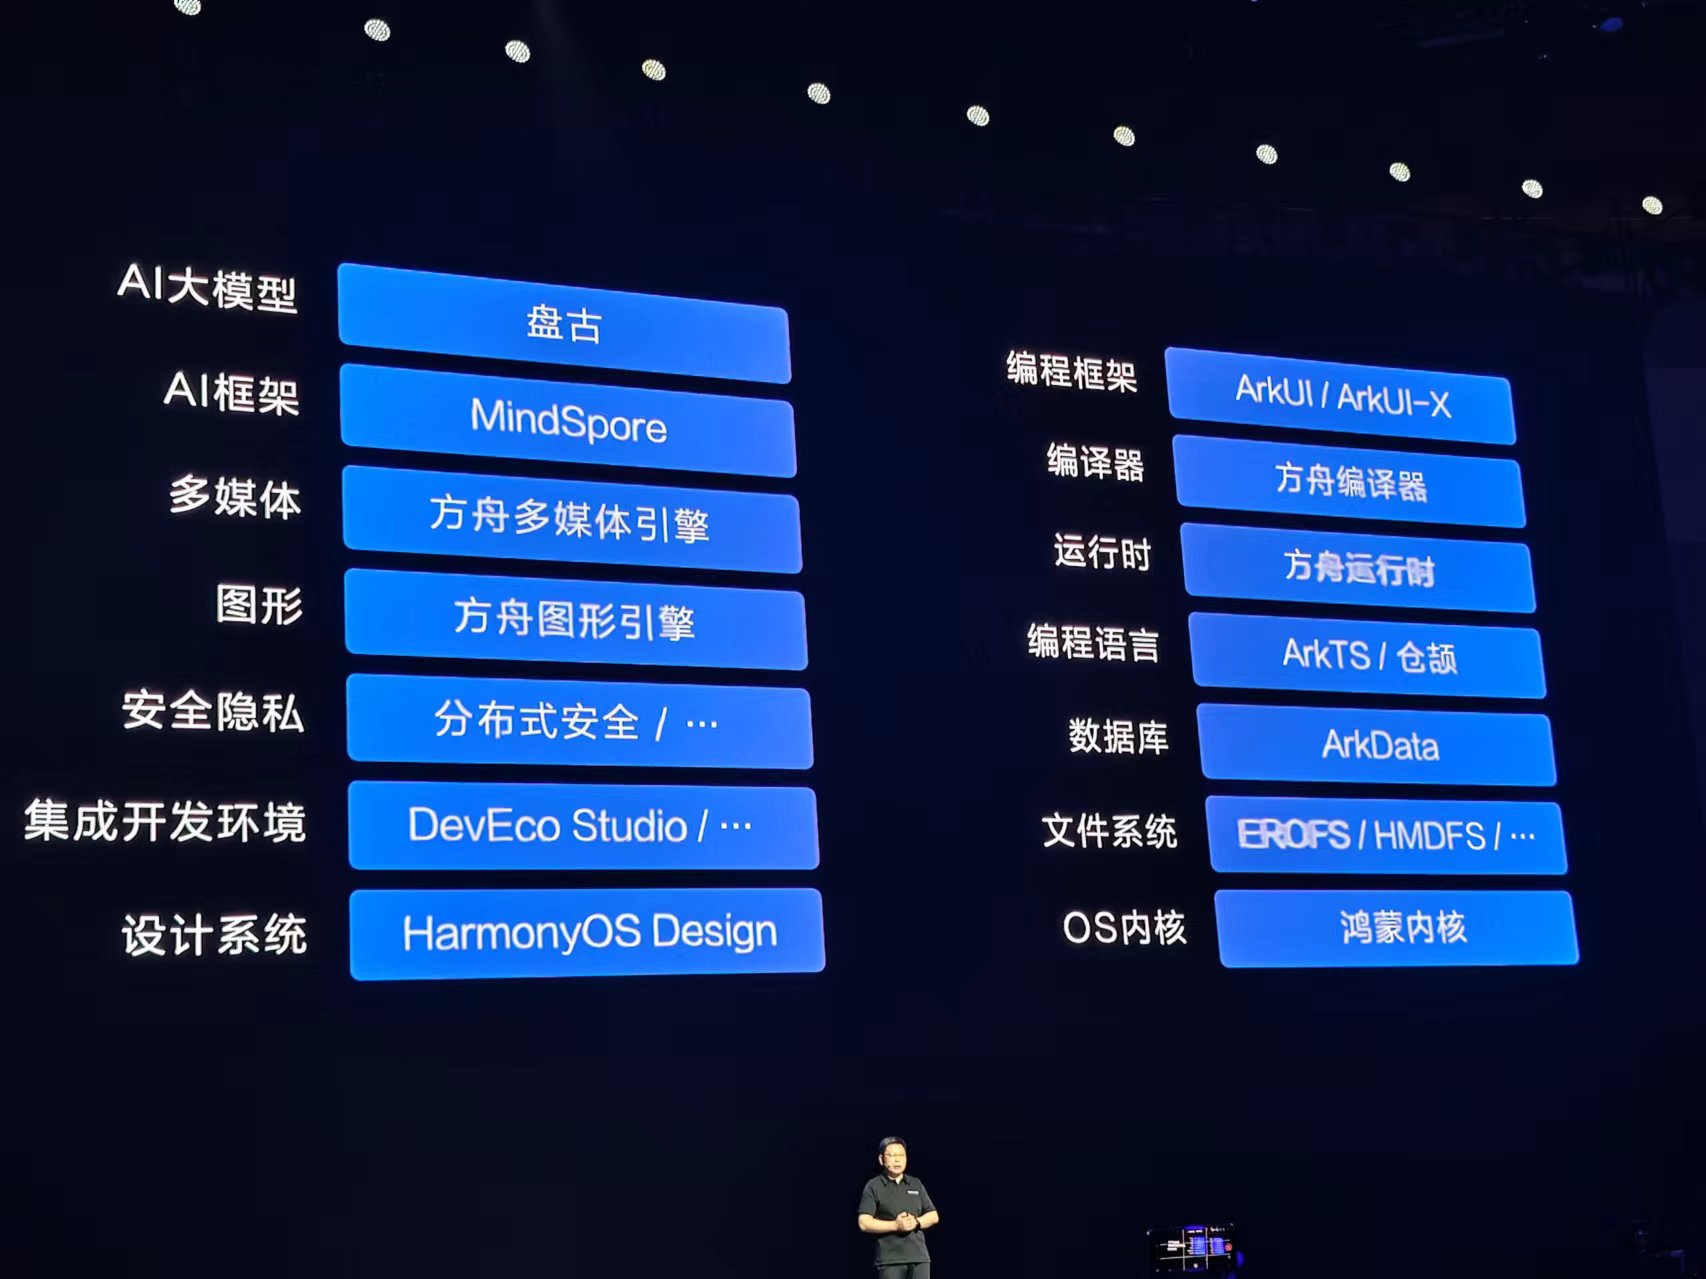 AI大模型 盘古
AI框架 MindSpore
多媒体 方舟多媒体引擎
图形 方舟图形引擎
安全隐私 分布式安全 / ···
集成开发环境 DevEco Studio / ···
设计系统 HarmonyOS Design
编程框架 ArkUI / ArkUI-X
编译器 方舟编译器
运行时 方舟运行时
编程语言 ArkTS / 仓颉
数据库 ArkData
文件系统 EROFS / HMDFS / ···
OS内核 鸿蒙内核